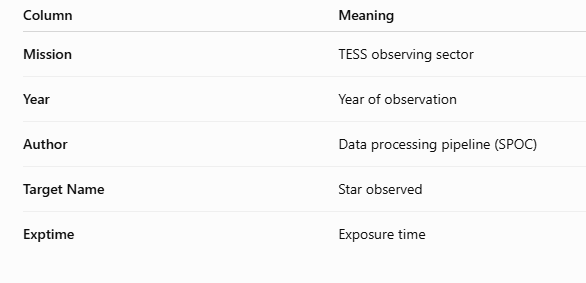 Column Meaning
Mission TESS observing sector
Year Year of observation
Author Data processing pipeline (SPOC)
Target Name Star observed
Exptime Exposure time